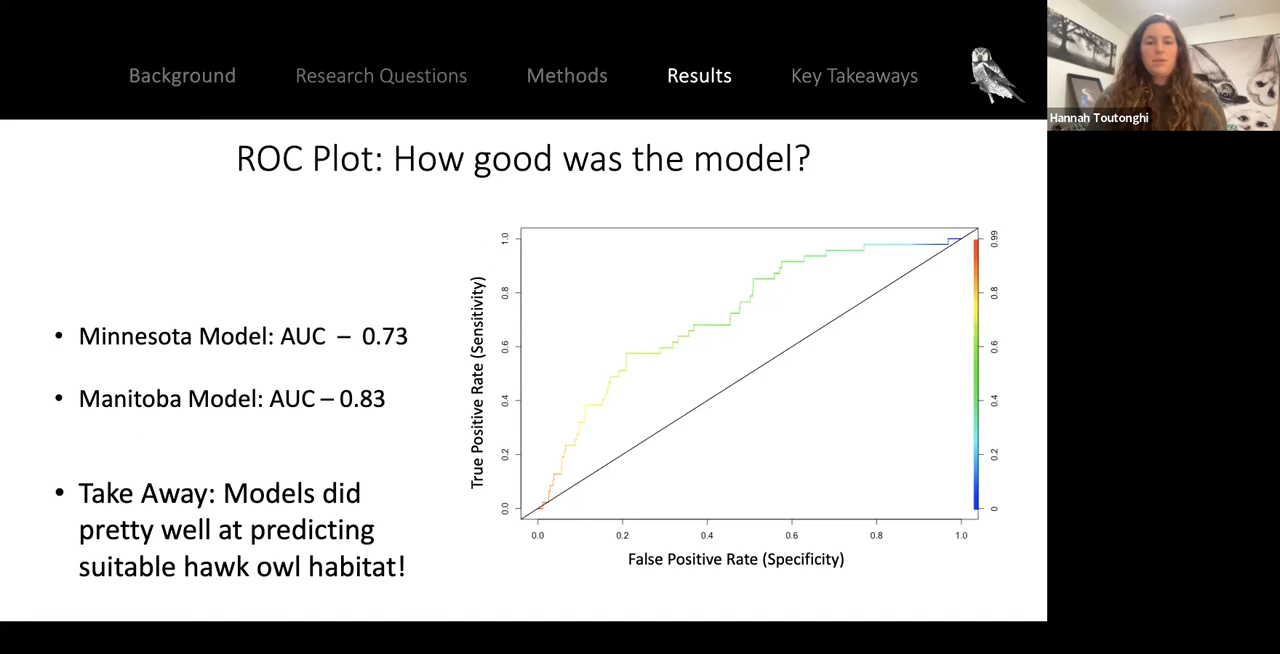 Background Research Questions Methods Results Key Takeaways
Hannah Toutonghi
ROC Plot: How good was the model?
• Minnesota Model: AUC – 0.73
• Manitoba Model: AUC – 0.83
• Take Away: Models did
pretty well at predicting
suitable hawk owl habitat!
True Positive Rate (Sensitivity)
1.0
0.8
0.6
0.4
0.2
0.0
0.0 0.2 0.4 0.6 0.8 1.0
False Positive Rate (Specificity)
0.99
0.8
0.6
0.4
0.2
0